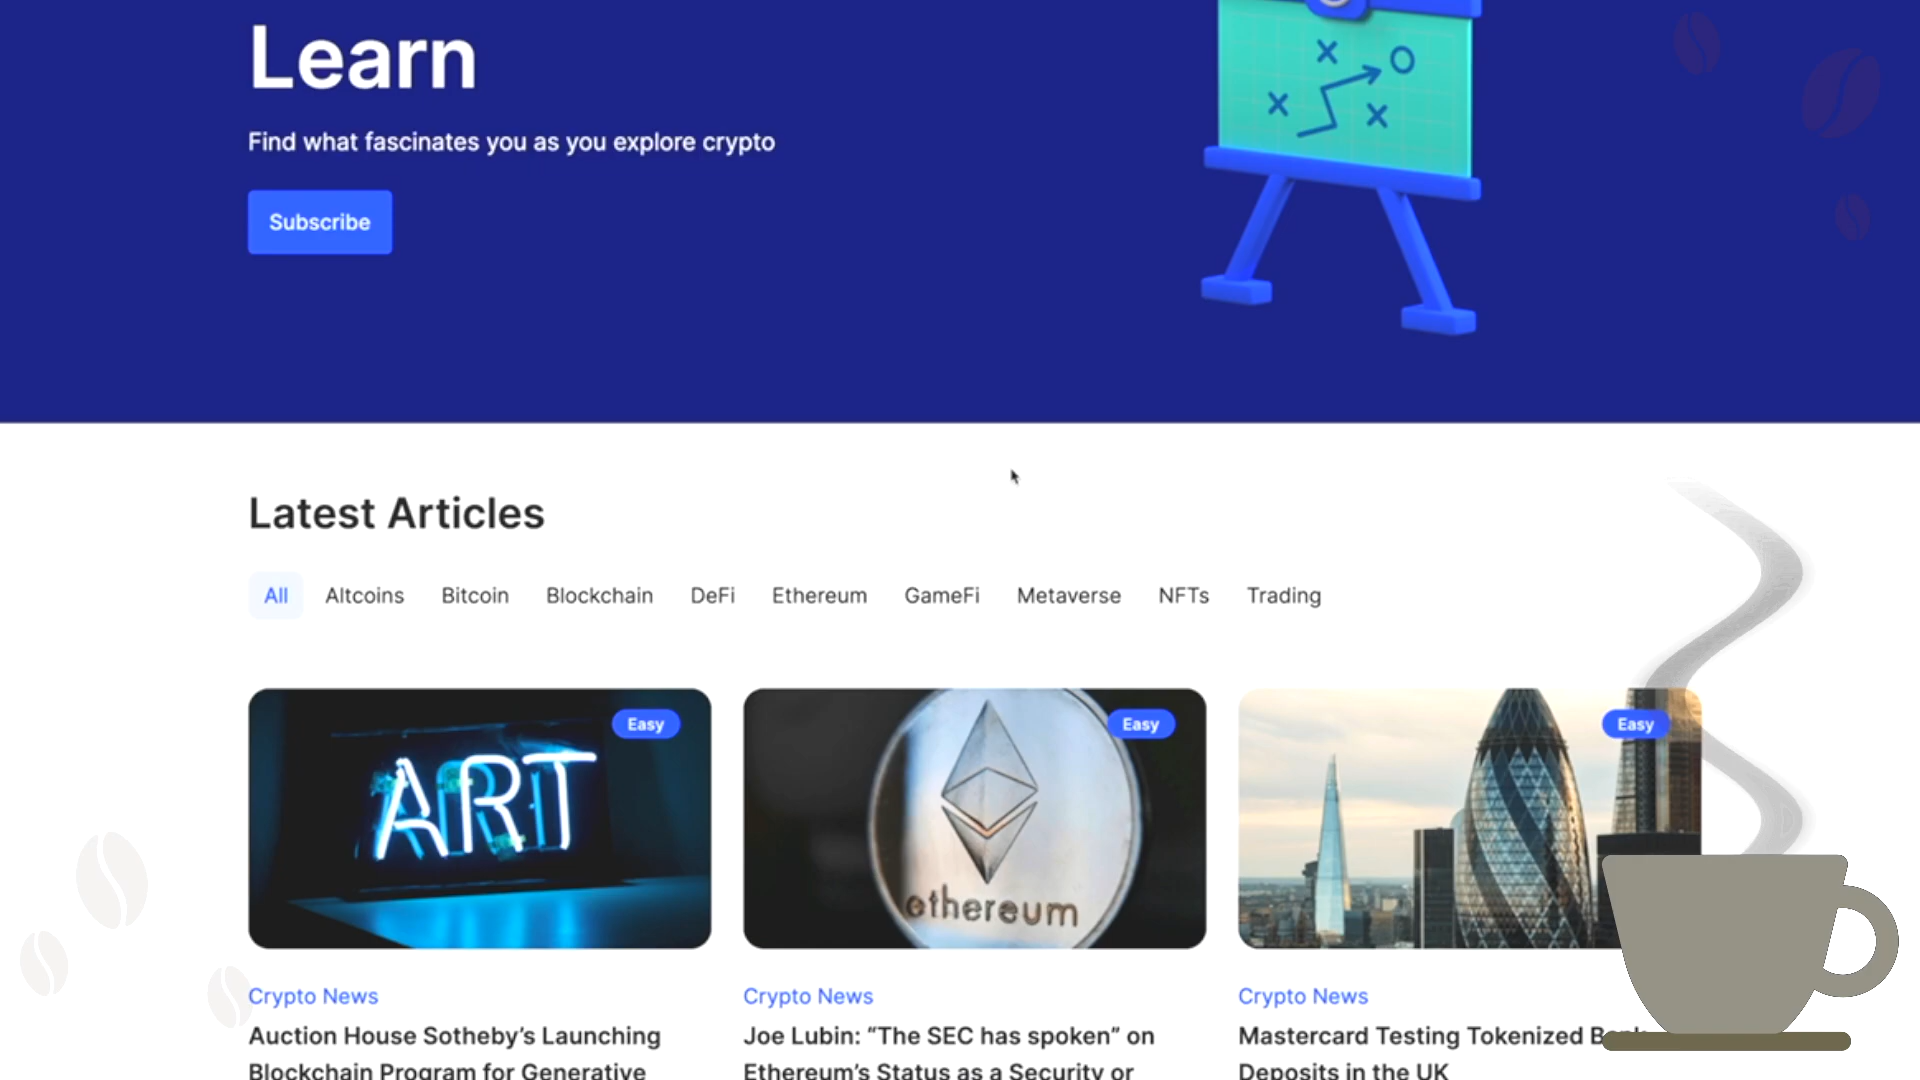 Learn
Find what fascinates you as you explore crypto
Subscribe
Latest Articles
All Altcoins Bitcoin Blockchain DeFi Ethereum GameFi Metaverse NFTs Trading
Easy Easy Easy
ART
ethereum
Crypto News Crypto News Crypto News
Auction House Sotheby’s Launching
Blockchain Program for Generative
Joe Lubin: “The SEC has spoken” on
Ethereum’s Status as a Security or
Mastercard Testing Tokenized Bank
Deposits in the UK